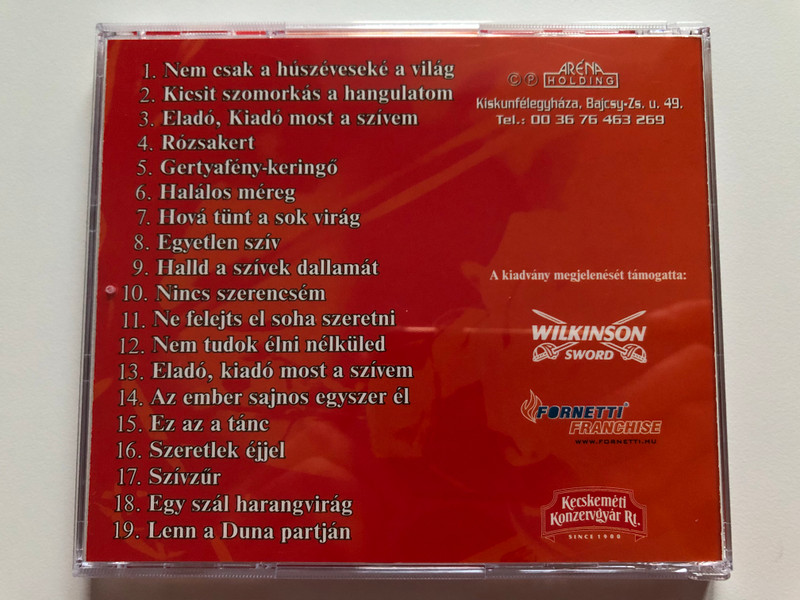 1. Nem csak a húszéveseké a világ
2. Kicsit szomorkás a hangulatom
3. Eladó, Kiadó most a szívem
4. Rózsakert
5. Gertyafény-keringő
6. Halálos méreg
7. Hová tünt a sok virág
8. Egyetlen szív
9. Halld a szívek dallamát
10. Nincs szerencsém
11. Ne felejts el soha szeretni
12. Nem tudok élni nélküled
13. Eladó, kiadó most a szívem
14. Az ember sajnos egyszer él
15. Ez az a tánc
16. Szeretlek éjjel
17. Szívzűr
18. Egy szál harangvirág
19. Lenn a Duna partján
© ℗ ARÉNA
HOLDING
Kiskunfélegyháza, Bajcsy-Zs. u. 49.
Tel.: 00 36 76 463 269
A kiadvány megjelenését támogatta:
WILKINSON
SWORD
FORNETTI
FRANCHISE
WWW.FORNETTI.HU
Kecskeméti
Konzervgyár Rt.
SINCE 1900